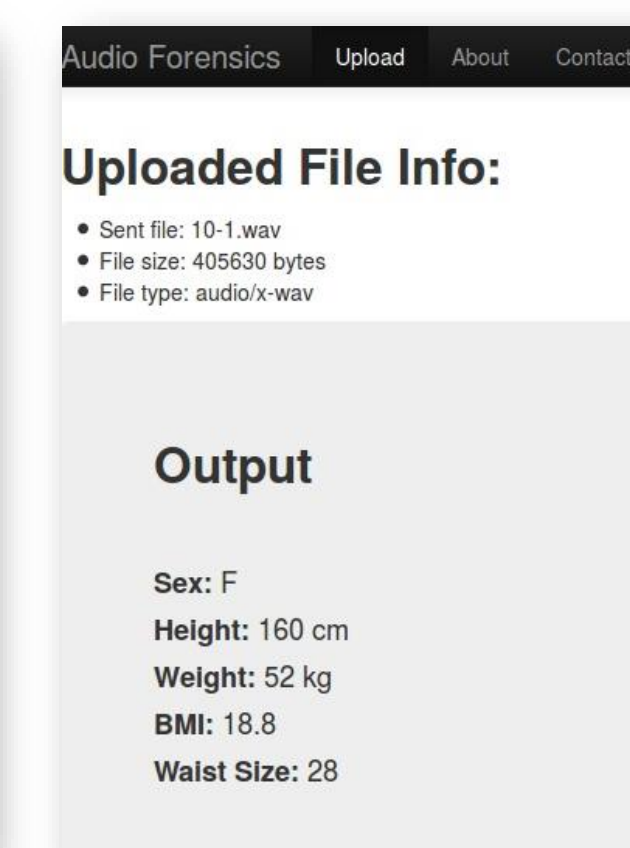 Audio Forensics Upload About Contact
Uploaded File Info:
• Sent file: 10-1.wav
• File size: 405630 bytes
• File type: audio/x-wav
Output
Sex: F
Height: 160 cm
Weight: 52 kg
BMI: 18.8
Waist Size: 28